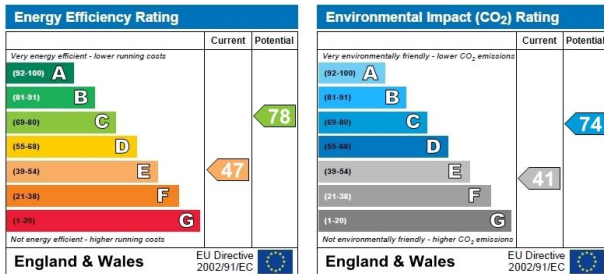 Energy Efficiency Rating
Current Potential
Very energy efficient - lower running costs
(92-100) A
(81-91) B
(69-80) C
78
(55-68) D
(39-54) E
47
(21-38) F
(1-20) G
Not energy efficient - higher running costs
England & Wales
EU Directive
2002/91/EC
Environmental Impact (CO₂) Rating
Current Potential
Very environmentally friendly - lower CO₂ emissions
(92-100) A
(81-91) B
(69-80) C
74
(55-68) D
(39-54) E
41
(21-38) F
(1-20) G
Not environmentally friendly - higher CO₂ emissions
England & Wales
EU Directive
2002/91/EC